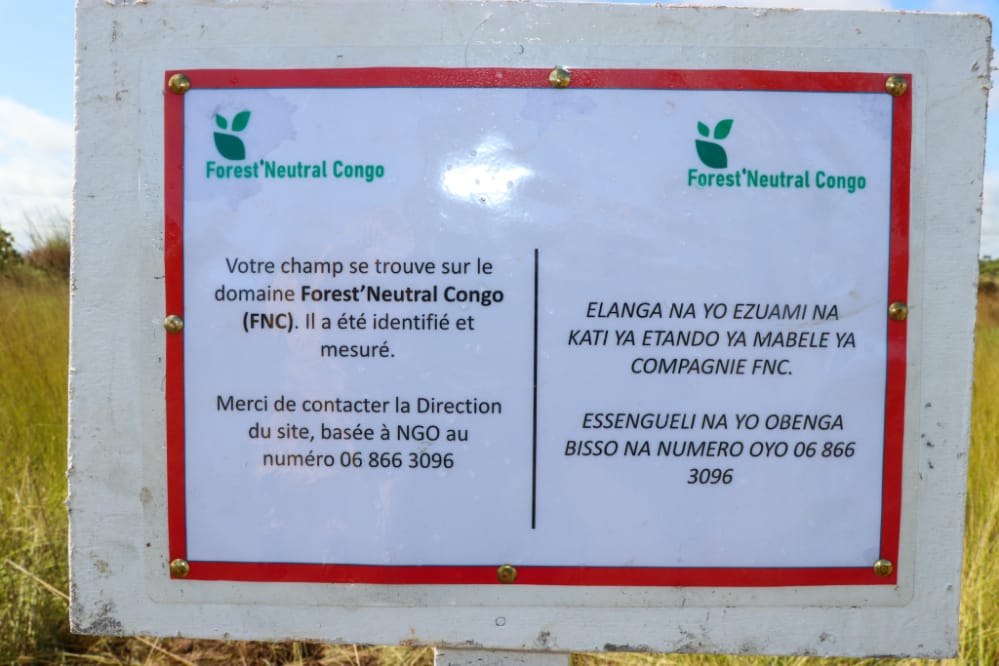 Forest'Neutral Congo
Votre champ se trouve sur le
domaine Forest'Neutral Congo
(FNC). Il a été identifié et
mesuré.
Merci de contacter la Direction
du site, basée à NGO au
numéro 06 866 3096
Forest'Neutral Congo
ELANGA NA YO EZUAMI NA
KATI YA ETANDO YA MABELE YA
COMPAGNIE FNC.
ESSENGUELI NA YO OBENGA
BISSO NA NUMERO OYO 06 866
3096